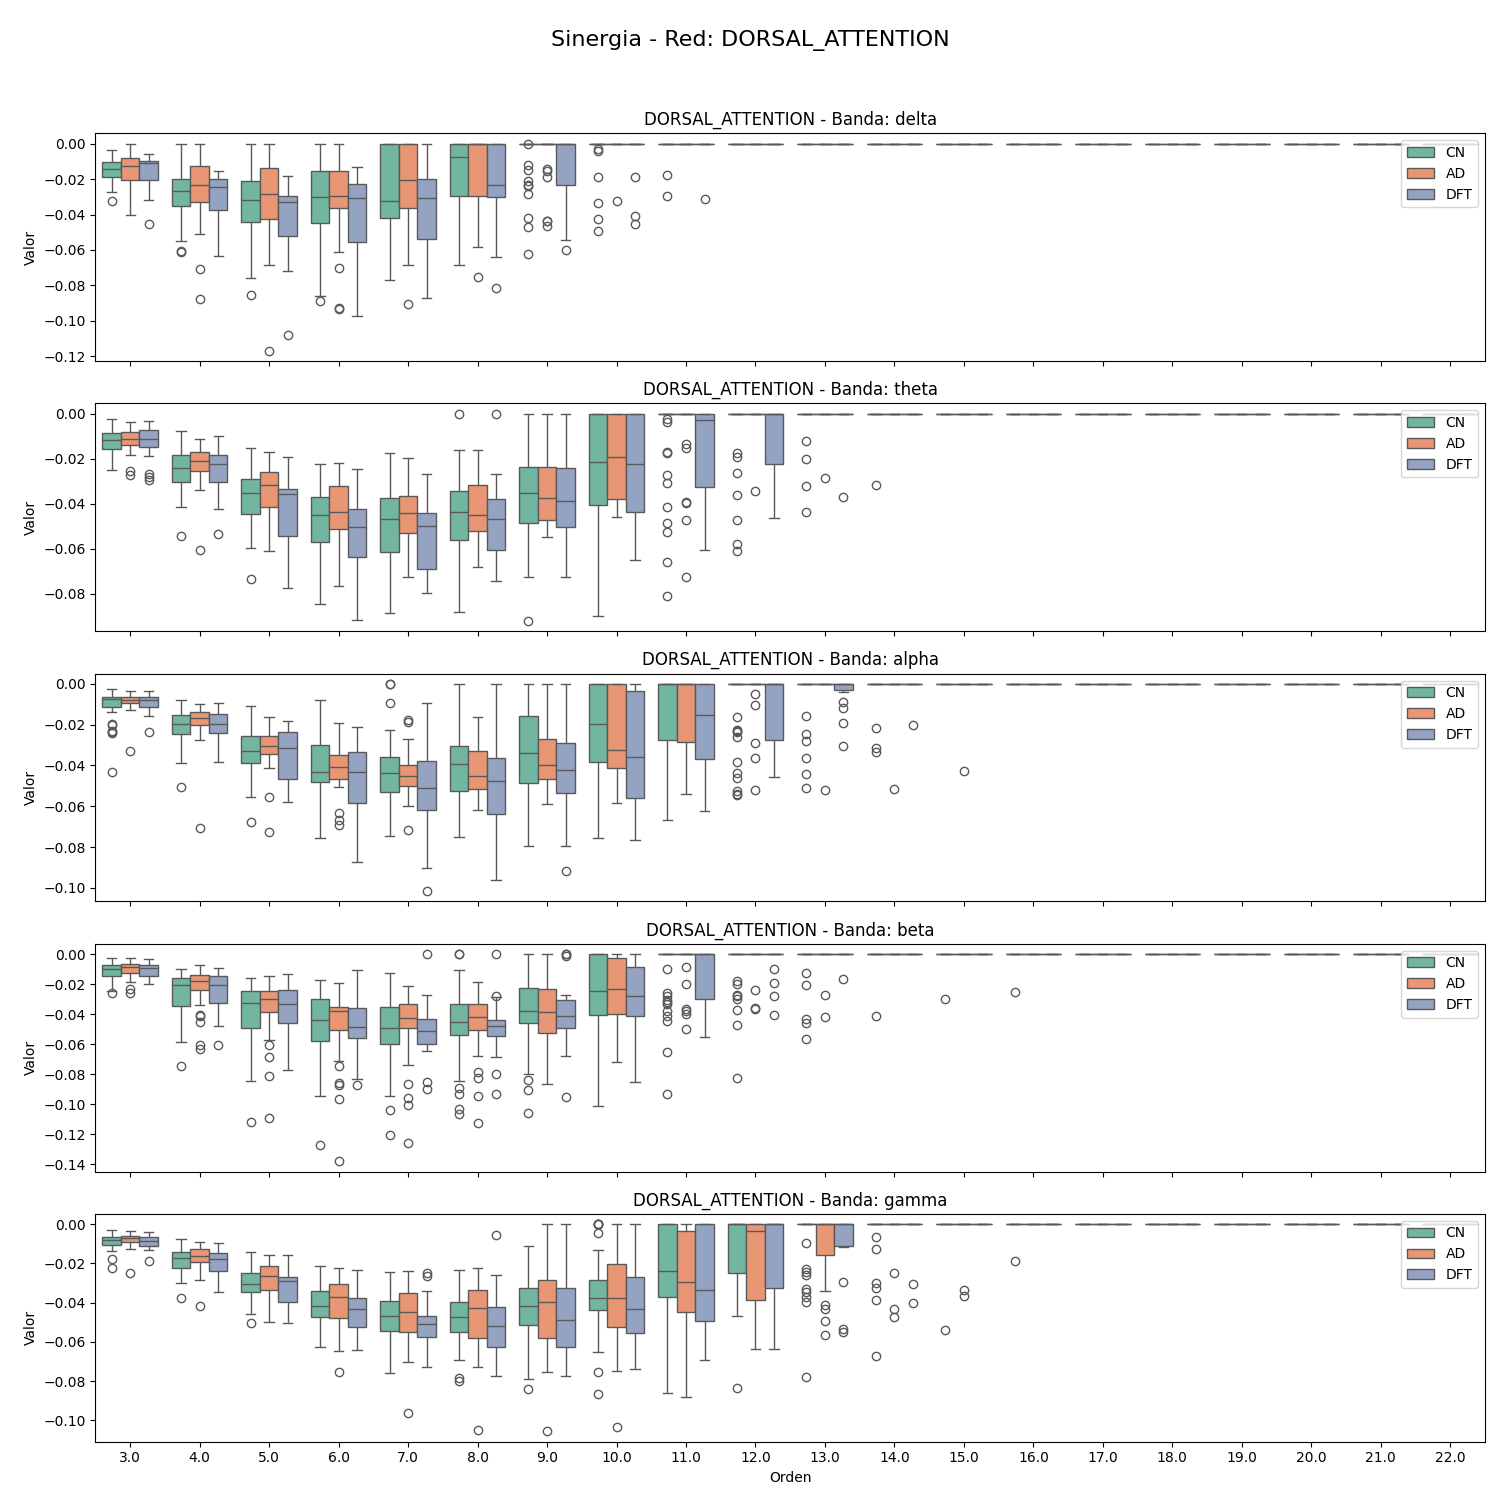 Sinergia - Red: DORSAL_ATTENTION
DORSAL_ATTENTION - Banda: delta
0.00
−0.02
−0.04
−0.06
−0.08
−0.10
−0.12
Valor
CN
AD
DFT
DORSAL_ATTENTION - Banda: theta
0.00
−0.02
−0.04
−0.06
−0.08
Valor
CN
AD
DFT
DORSAL_ATTENTION - Banda: alpha
0.00
−0.02
−0.04
−0.06
−0.08
−0.10
Valor
CN
AD
DFT
DORSAL_ATTENTION - Banda: beta
0.00
−0.02
−0.04
−0.06
−0.08
−0.10
−0.12
−0.14
Valor
CN
AD
DFT
DORSAL_ATTENTION - Banda: gamma
0.00
−0.02
−0.04
−0.06
−0.08
−0.10
Valor
CN
AD
DFT
3.0 4.0 5.0 6.0 7.0 8.0 9.0 10.0 11.0 12.0 13.0 14.0 15.0 16.0 17.0 18.0 19.0 20.0 21.0 22.0
Orden